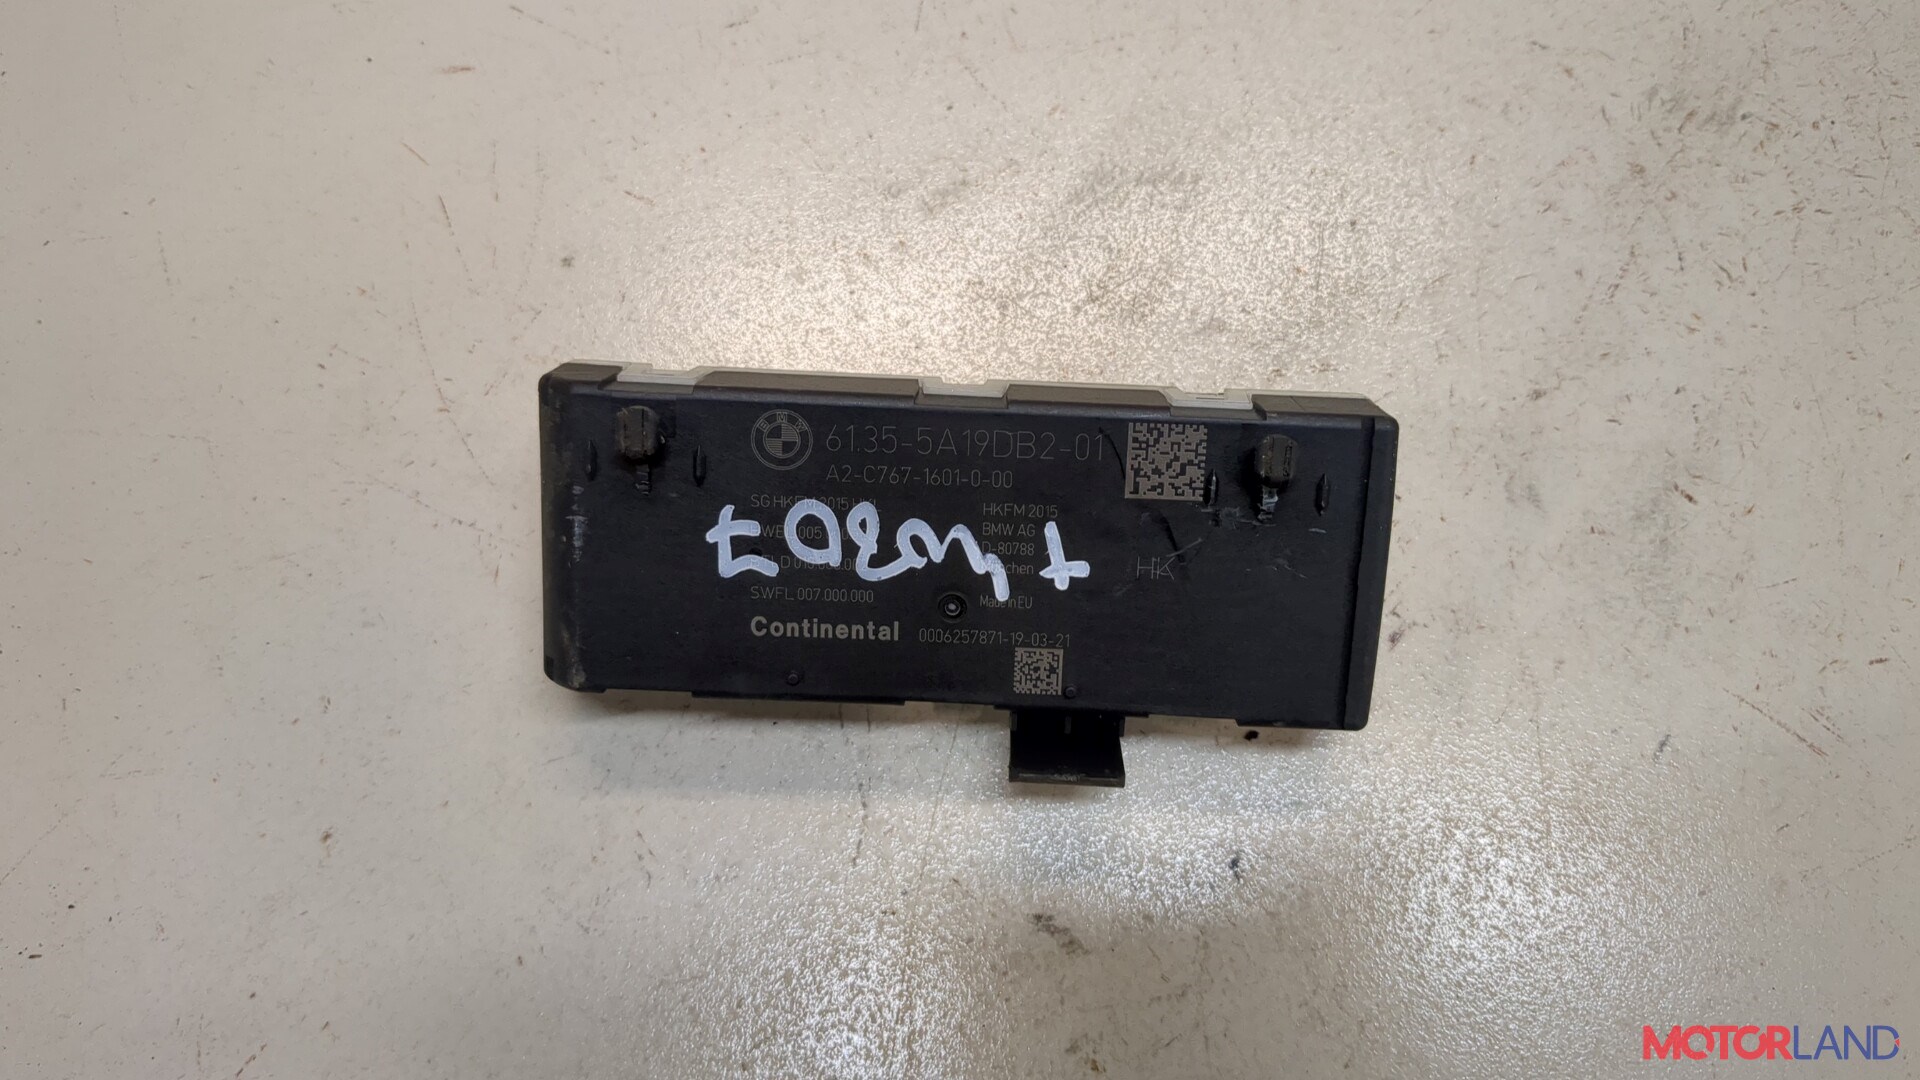 BMW
61.35-5A19DB2-01
A2-C767-1601-0-00
HKFM 2015
BMW AG
D-80788
HK
SWFL 007.000.000
Made in EU
Continental 0006257871-19-03-21
MOTORLAND